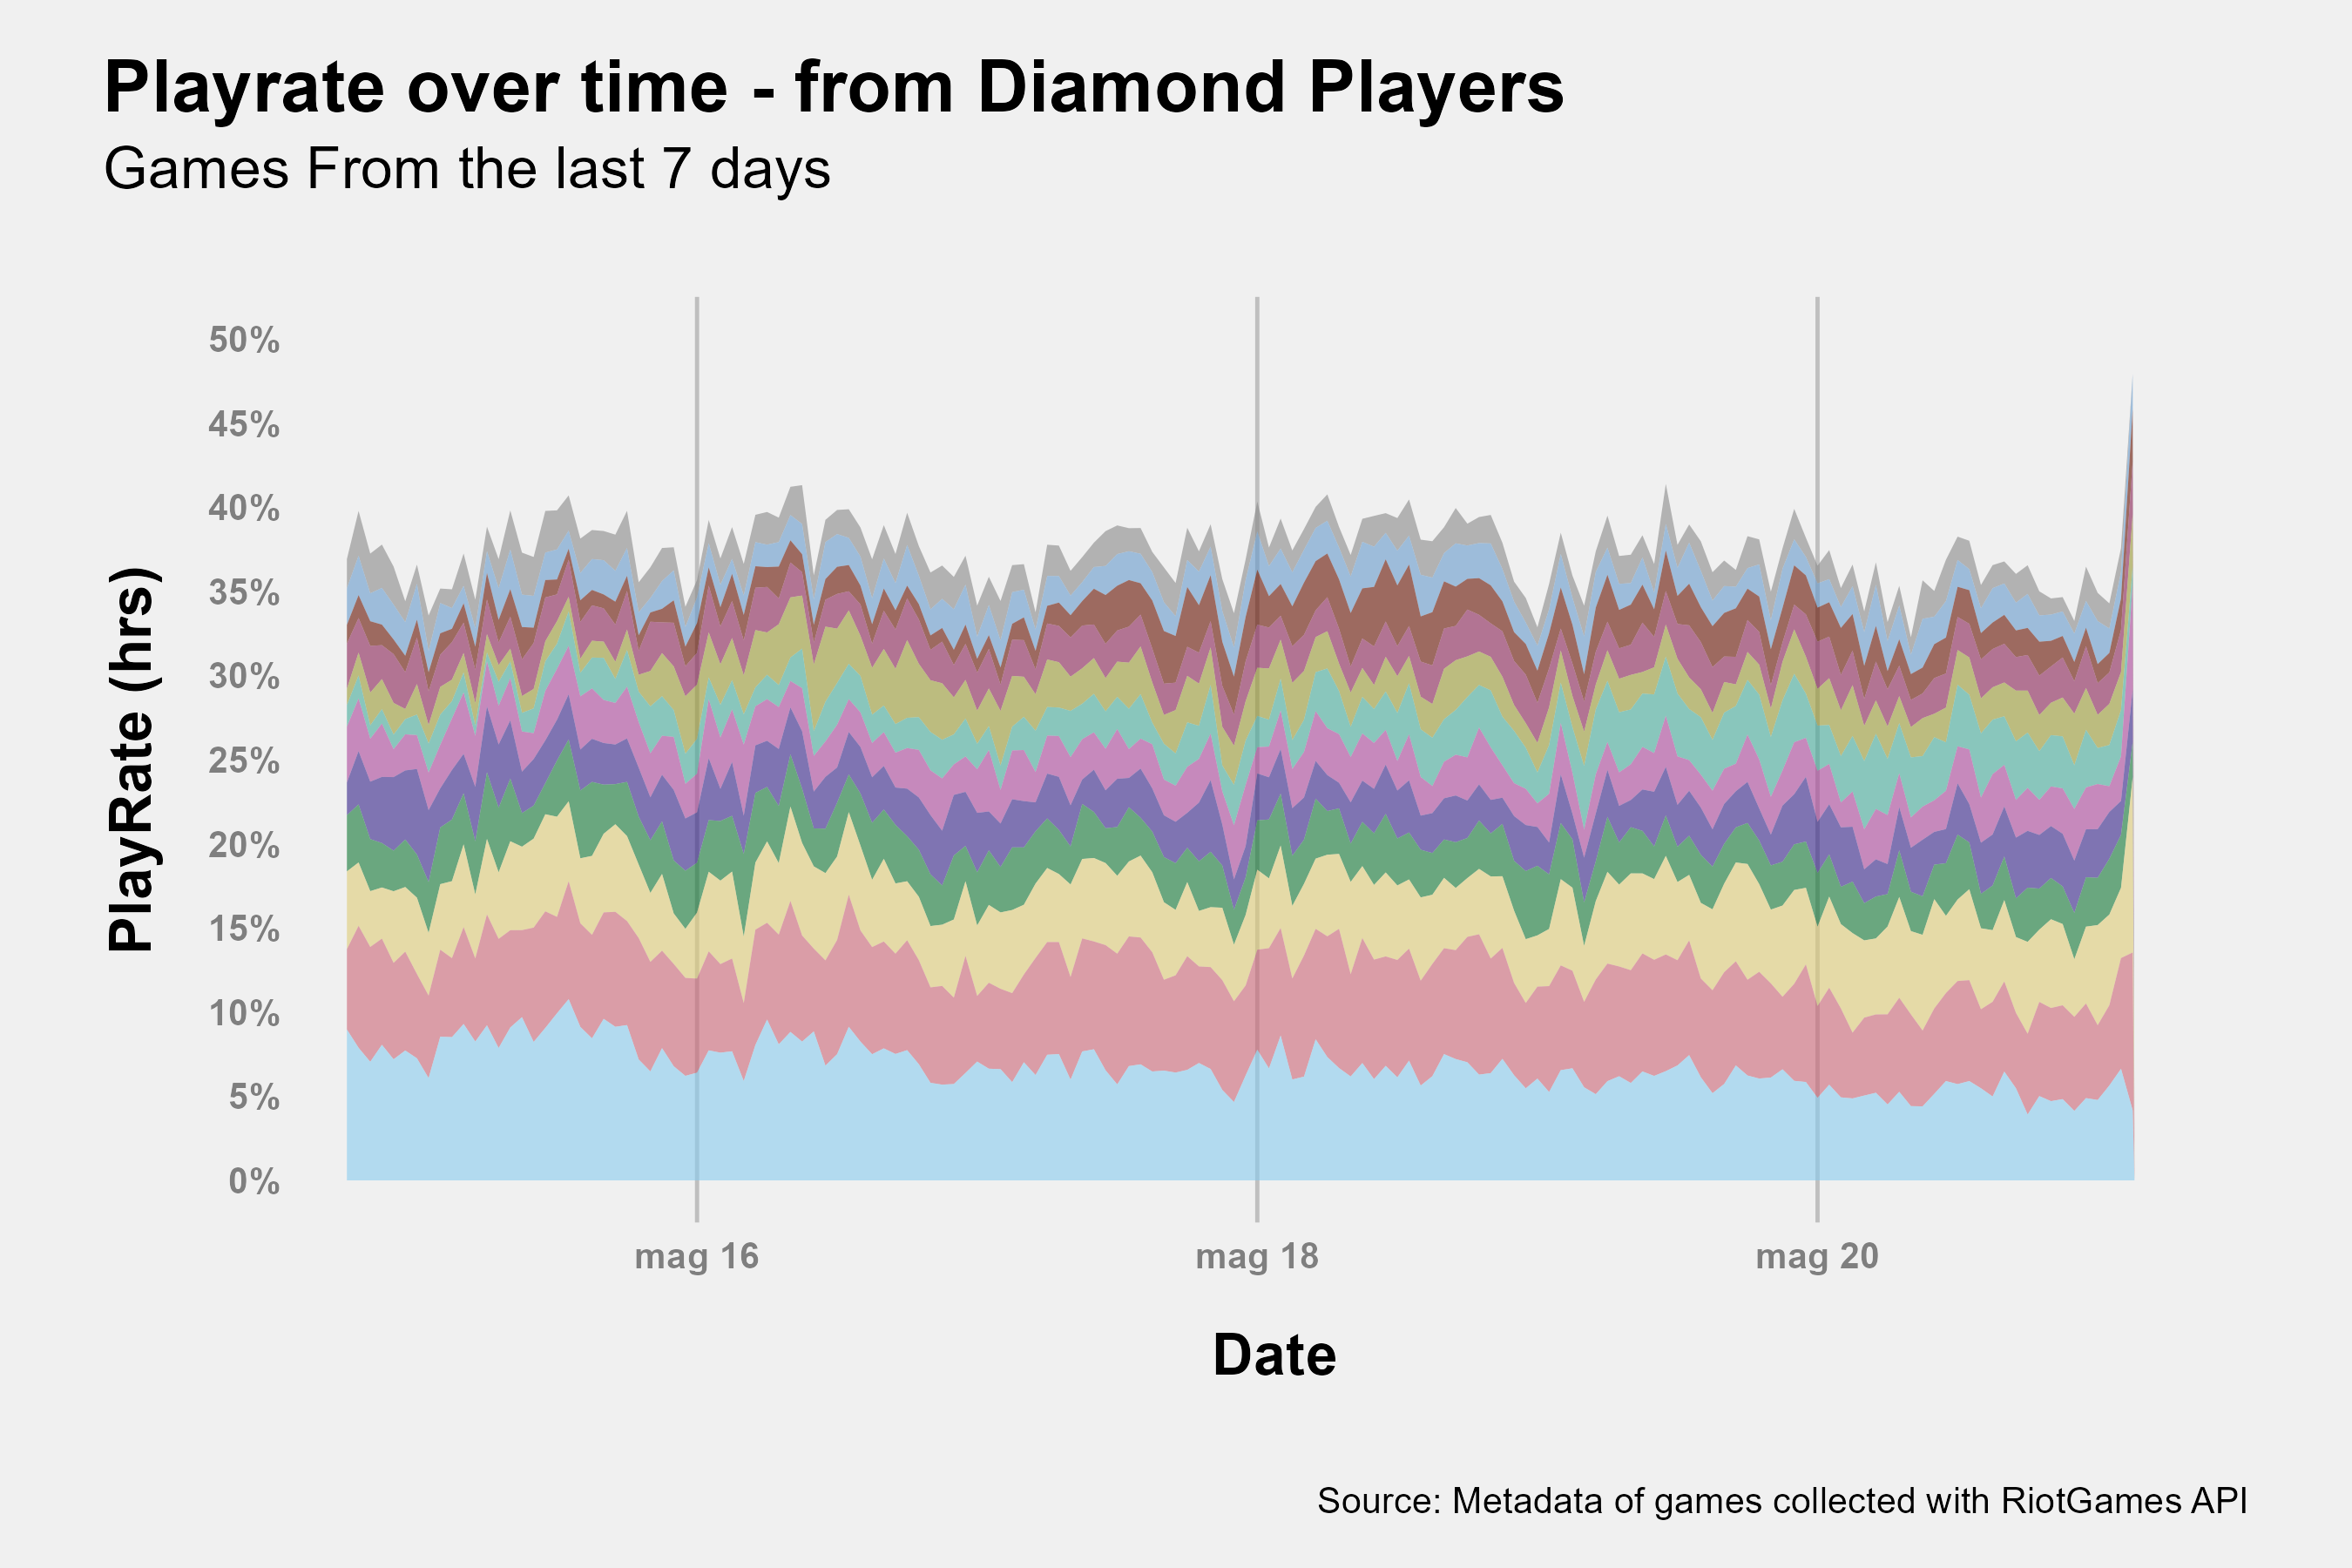 Playrate over time - from Diamond Players
Games From the last 7 days
PlayRate (hrs)
50%
45%
40%
35%
30%
25%
20%
15%
10%
5%
0%
mag 16
mag 18
mag 20
Date
Source: Metadata of games collected with RiotGames API